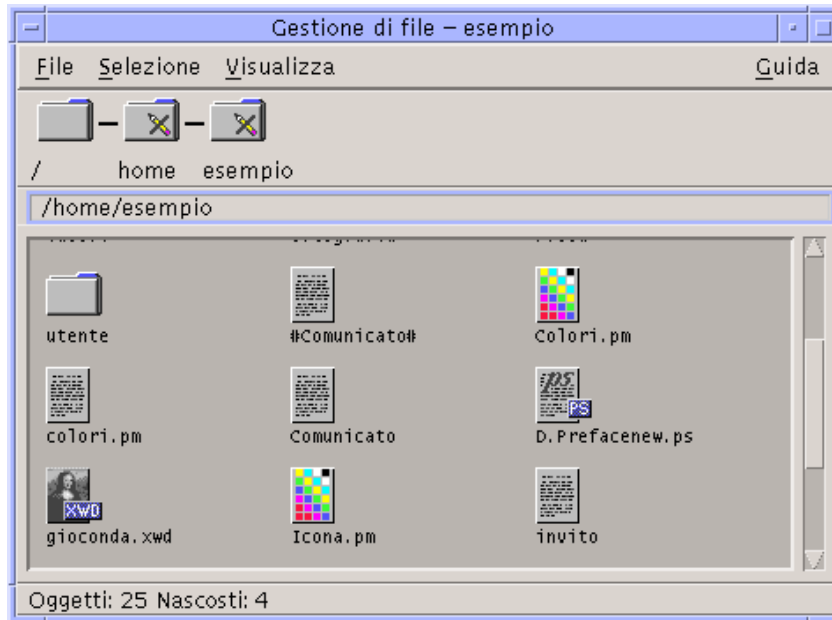 Gestione di file – esempio
File Selezione Visualizza Guida
/ home esempio
/home/esempio
utente #Comunicato# Colori.pm
PS
colori.pm Comunicato D.Prefacenew.ps
XWD
gioconda.xwd Icona.pm invito
Oggetti: 25 Nascosti: 4